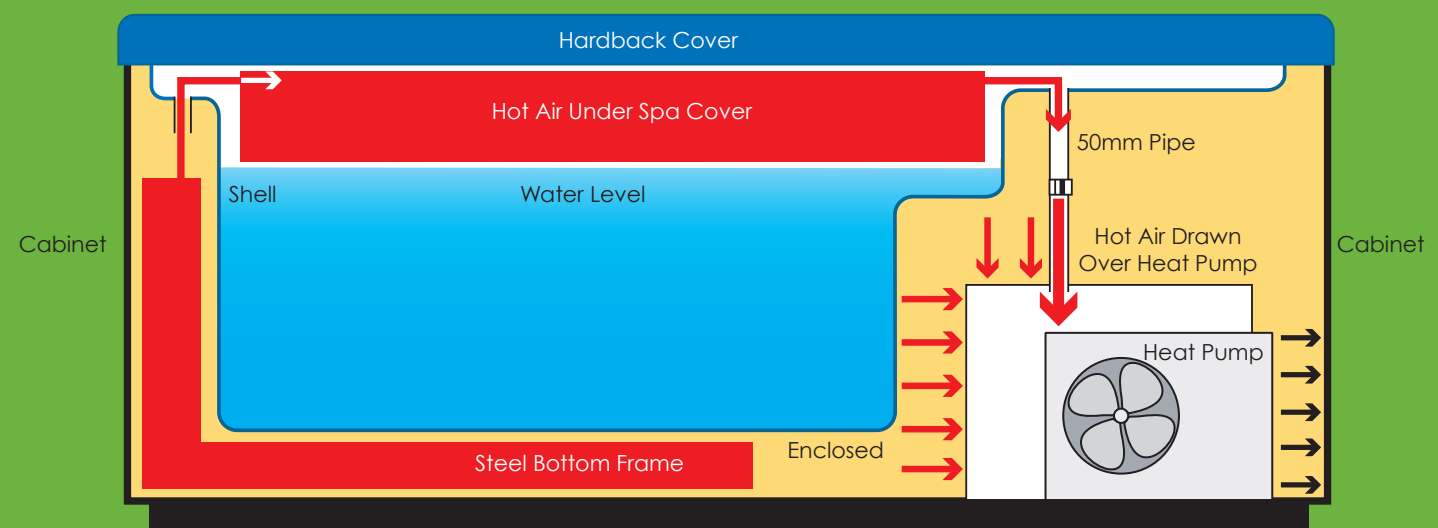 Hardback Cover
Hot Air Under Spa Cover
50mm Pipe
Shell
Water Level
Cabinet
Hot Air Drawn
Over Heat Pump
Cabinet
Heat Pump
Enclosed
Steel Bottom Frame